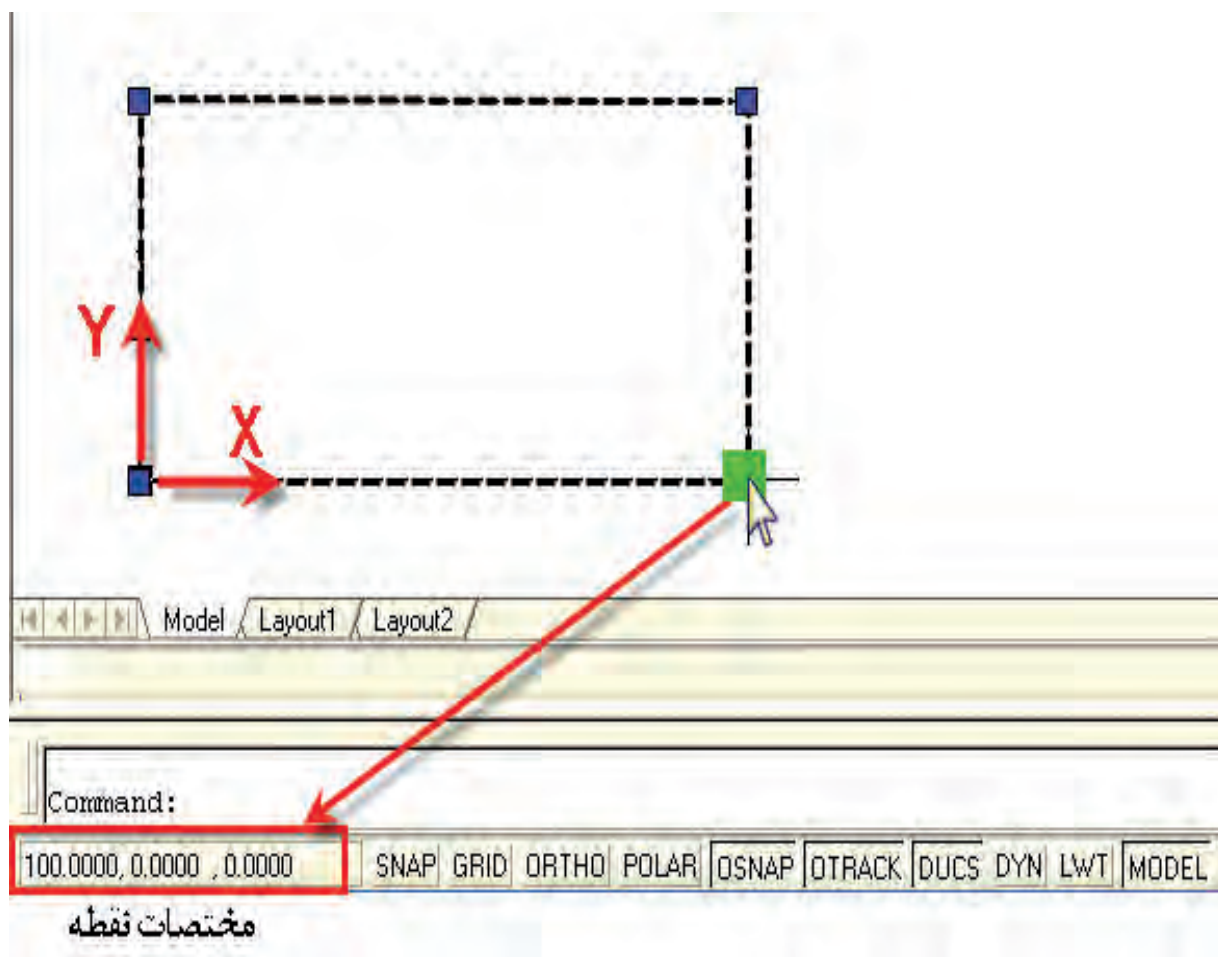 Y
X
Model Layout1 Layout2
Command:
100.0000, 0.0000 , 0.0000 SNAP GRID ORTHO POLAR OSNAP OTRACK DUCS DYN LWT MODEL
مختصات نقطه